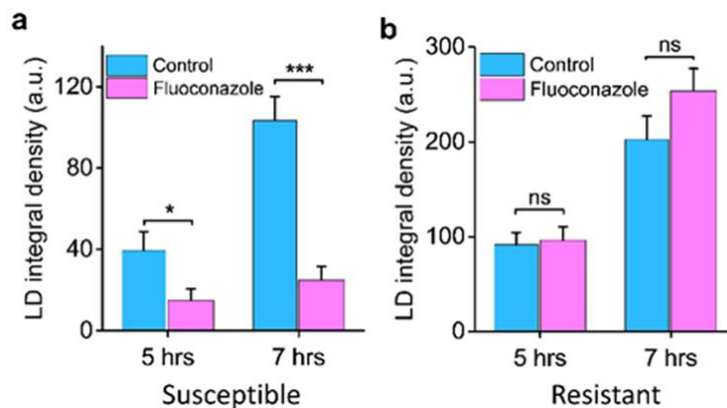 a
LD integral density (a.u.)
120
80
40
0
Control
Fluoconazole
*
***
5 hrs
7 hrs
Susceptible
b
LD integral density (a.u.)
300
200
100
0
Control
Fluoconazole
ns
ns
5 hrs
7 hrs
Resistant